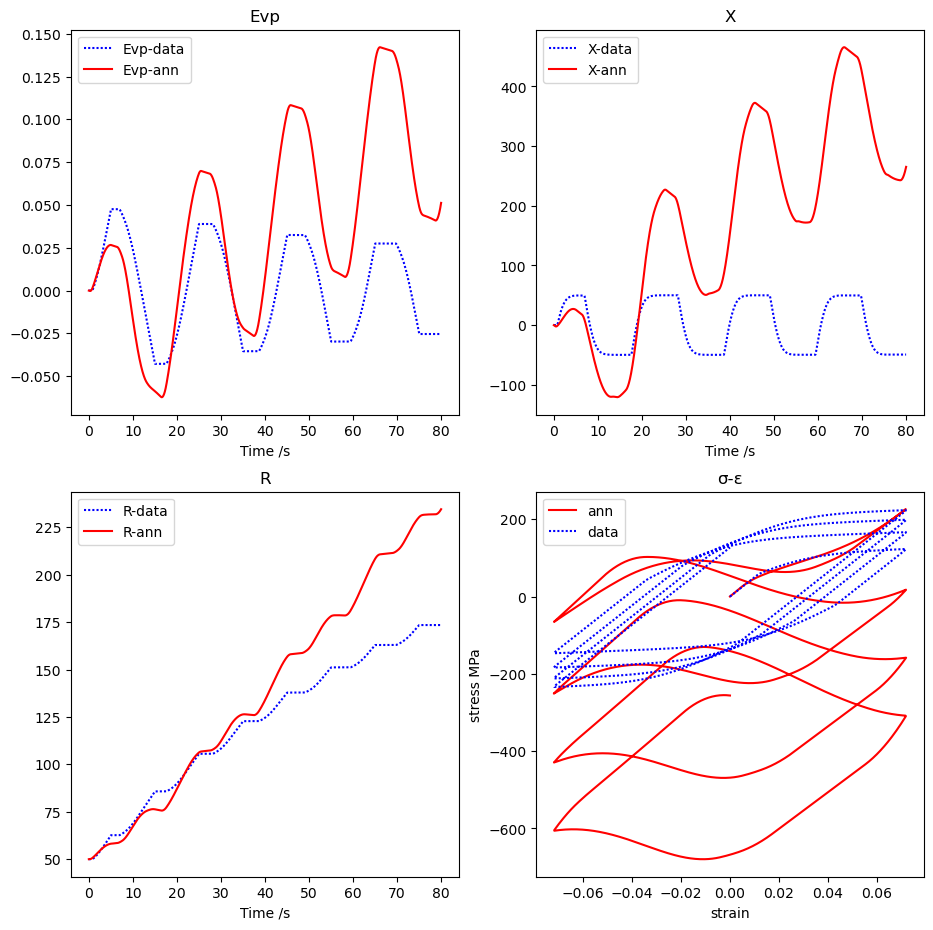 Evp
Evp-data
Evp-ann
0.150
0.125
0.100
0.075
0.050
0.025
0.000
−0.025
−0.050
0 10 20 30 40 50 60 70 80
Time /s
X
X-data
X-ann
400
300
200
100
0
−100
0 10 20 30 40 50 60 70 80
Time /s
R
R-data
R-ann
225
200
175
150
125
100
75
50
0 10 20 30 40 50 60 70 80
Time /s
σ-ε
ann
data
stress MPa
200
0
−200
−400
−600
−0.06 −0.04 −0.02 0.00 0.02 0.04 0.06
strain